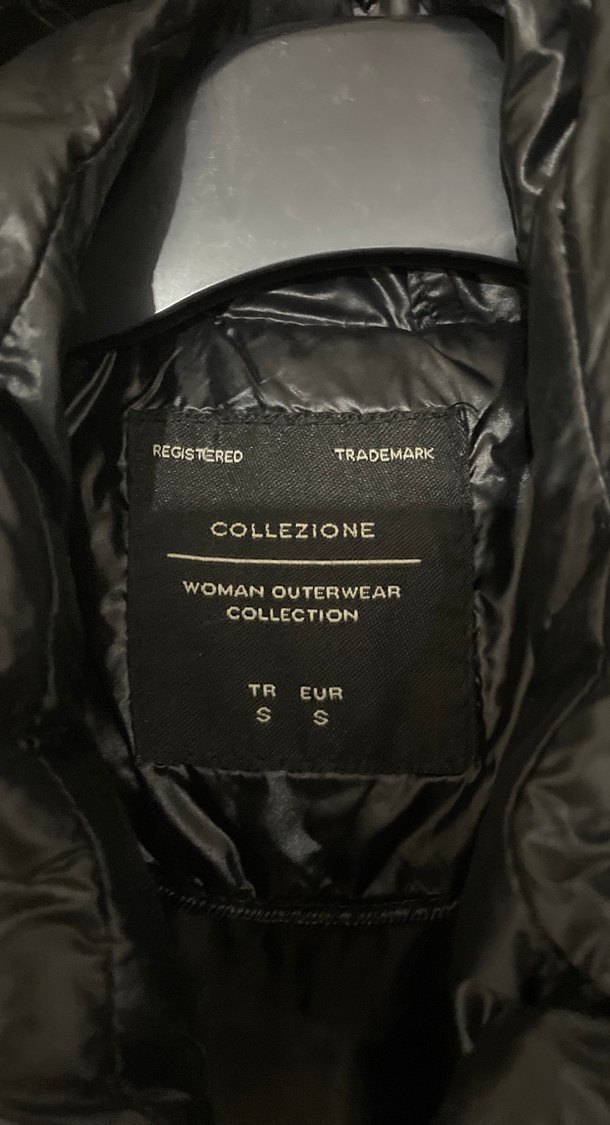 REGISTERED TRADEMARK
COLLEZIONE
WOMAN OUTERWEAR
COLLECTION
TR EUR
S S